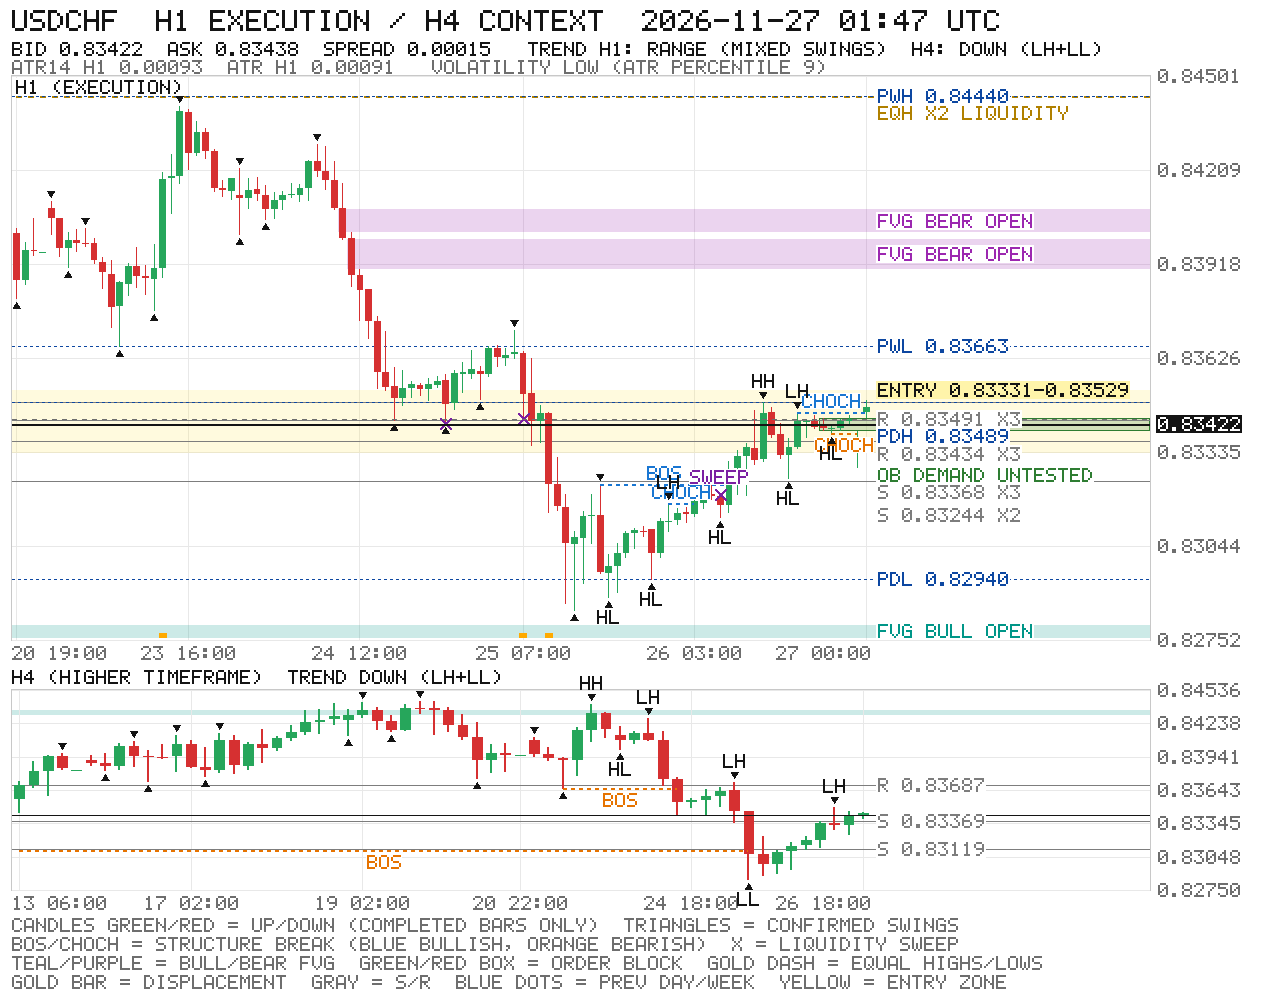 USDCHF  H1 EXECUTION / H4 CONTEXT  2026-11-27 01:47 UTC
BID 0.83422  ASK 0.83438  SPREAD 0.00015   TREND H1: RANGE (MIXED SWINGS)  H4: DOWN (LH+LL)
ATR14 H1 0.00093  ATR H1 0.00091   VOLATILITY LOW (ATR PERCENTILE 9)
H1 (EXECUTION)
0.84501
PWH 0.84440
EQH X2 LIQUIDITY
0.84209
FVG BEAR OPEN
FVG BEAR OPEN
0.83918
PWL 0.83663
0.83626
HH
LH
ENTRY 0.83331-0.83529
CHOCH
R 0.83491 X3
0.83422
PDH 0.83489
CHOCH
HL
R 0.83434 X3
0.83335
BOS
LH
SWEEP
OB DEMAND UNTESTED
CHOCH
HL
S 0.83368 X3
S 0.83244 X2
HL
0.83044
PDL 0.82940
HL
HL
FVG BULL OPEN
0.82752
20 19:00
23 16:00
24 12:00
25 07:00
26 03:00
27 00:00
H4 (HIGHER TIMEFRAME)  TREND DOWN (LH+LL)
HH
LH
0.84536
0.84238
HL
LH
0.83941
BOS
LH
R 0.83687
0.83643
S 0.83369
0.83345
S 0.83119
0.83048
BOS
LL
0.82750
13 06:00
17 02:00
19 02:00
20 22:00
24 18:00
26 18:00
CANDLES GREEN/RED = UP/DOWN (COMPLETED BARS ONLY)  TRIANGLES = CONFIRMED SWINGS
BOS/CHOCH = STRUCTURE BREAK (BLUE BULLISH, ORANGE BEARISH)  X = LIQUIDITY SWEEP
TEAL/PURPLE = BULL/BEAR FVG  GREEN/RED BOX = ORDER BLOCK  GOLD DASH = EQUAL HIGHS/LOWS
GOLD BAR = DISPLACEMENT  GRAY = S/R  BLUE DOTS = PREV DAY/WEEK  YELLOW = ENTRY ZONE